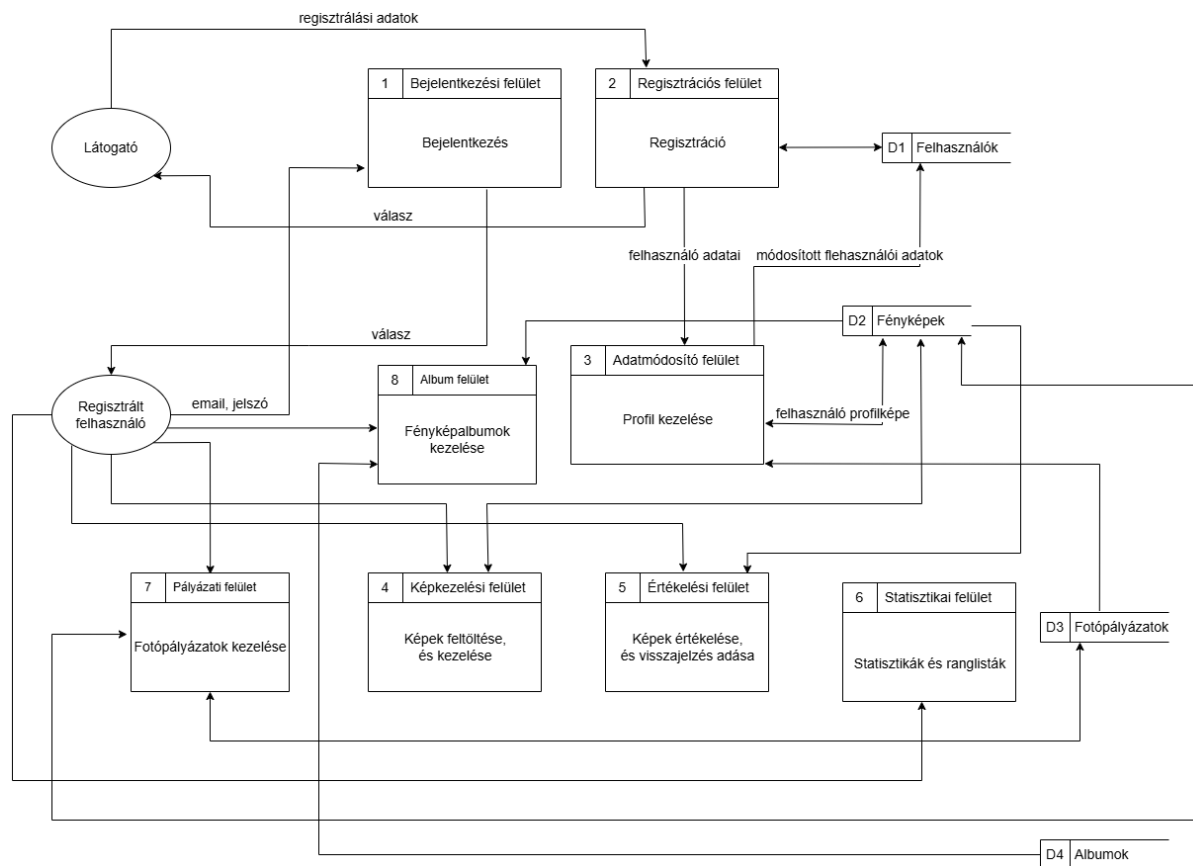 regisztrálási adatok
1 Bejelentkezési felület
Bejelentkezés
2 Regisztrációs felület
Regisztráció
Látogató
D1 Felhasználók
válasz
felhasználó adatai
módosított flehasználói adatok
D2 Fényképek
válasz
3 Adatmódosító felület
Profil kezelése
8 Album felület
Fényképalbumok
kezelése
Regisztrált
felhasználó
email, jelszó
felhasználó profilképe
7 Pályázati felület
Fotópályázatok kezelése
4 Képkezelési felület
Képek feltöltése,
és kezelése
5 Értékelési felület
Képek értékelése,
és visszajelzés adása
6 Statisztikai felület
Statisztikák és ranglisták
D3 Fotópályázatok
D4 Albumok